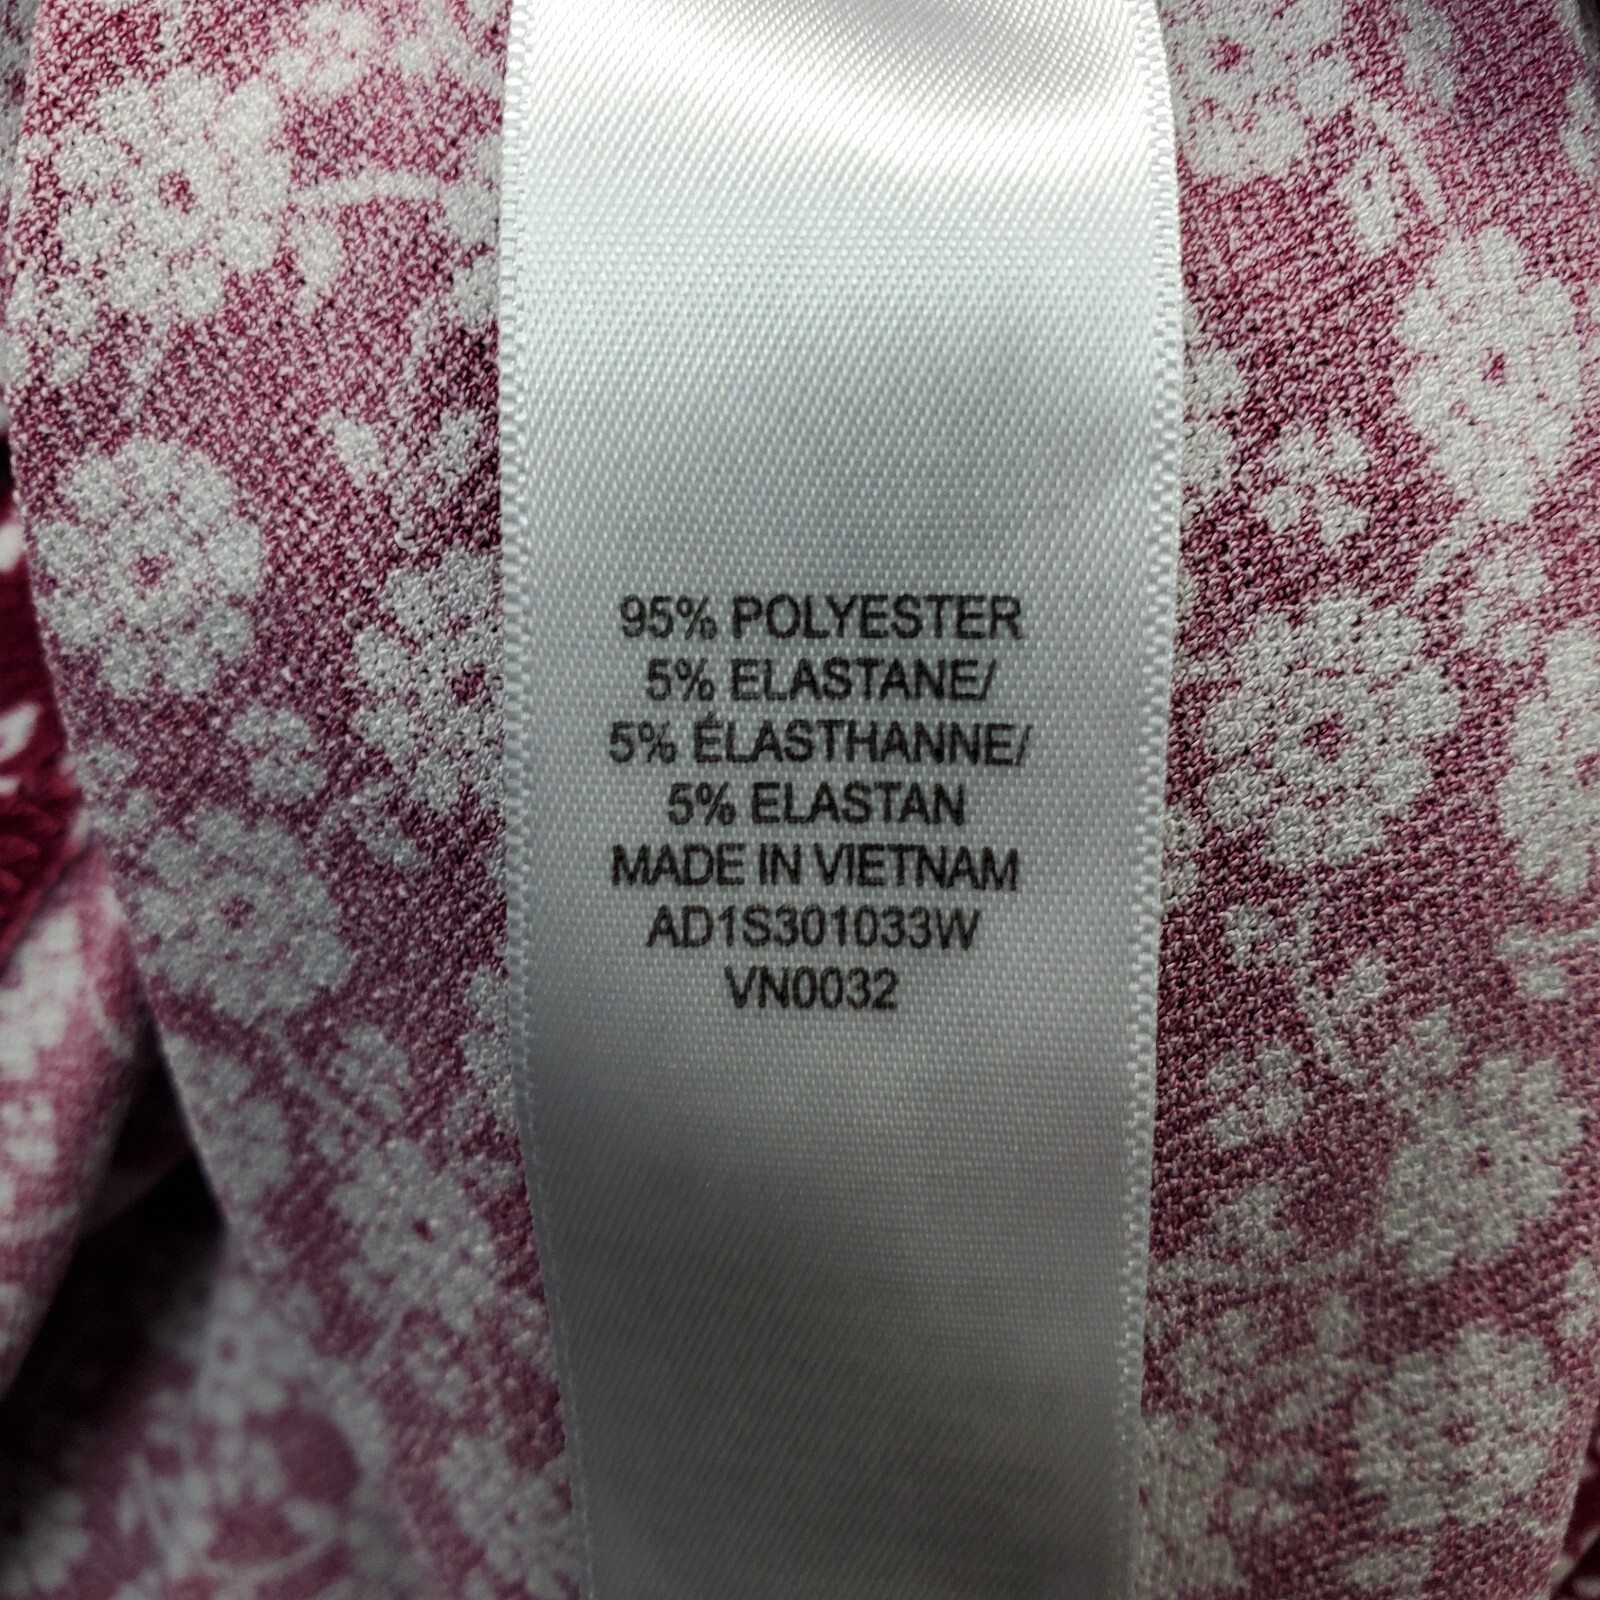 95% POLYESTER
5% ELASTANE/
5% ÉLASTHANNE/
5% ELASTAN
MADE IN VIETNAM
AD1S301033W
VN0032